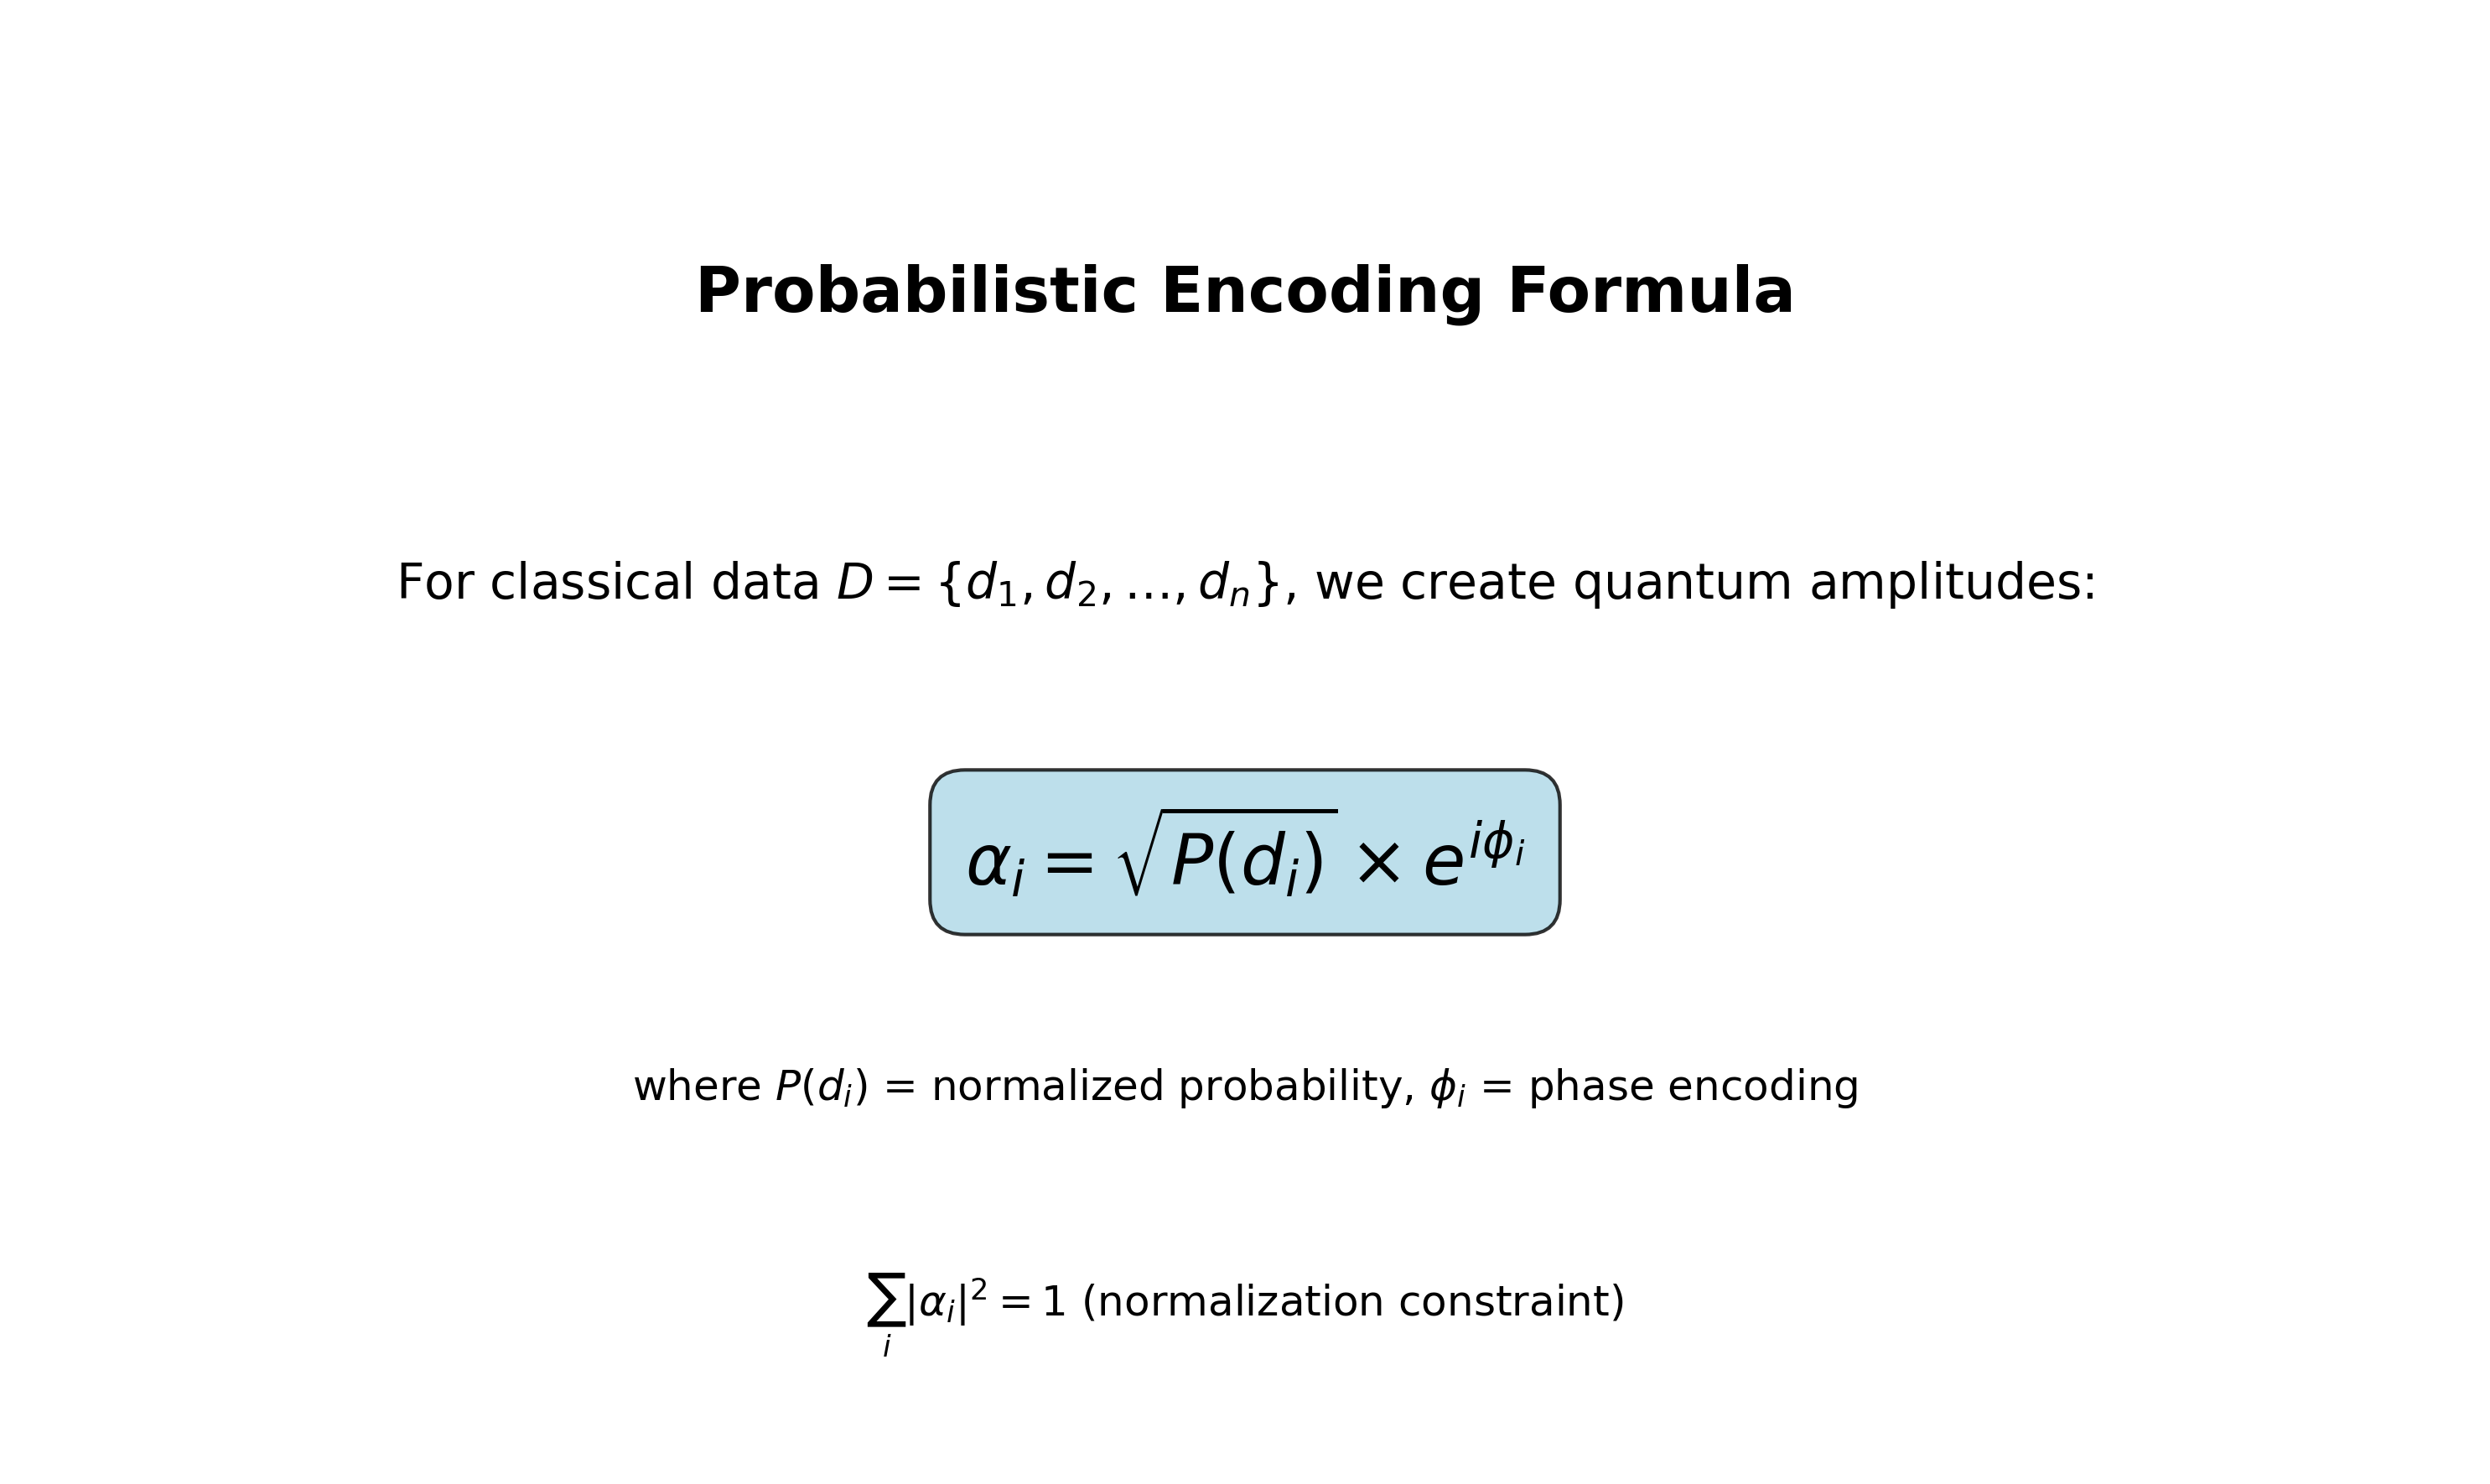 Probabilistic Encoding Formula
For classical data $D = \{d_1, d_2, \ldots, d_n\}$, we create quantum amplitudes:
$\alpha_i = \sqrt{P(d_i)} \times e^{i\phi_i}$
where $P(d_i)$ = normalized probability, $\phi_i$ = phase encoding
$\sum_i |\alpha_i|^2 = 1$ (normalization constraint)